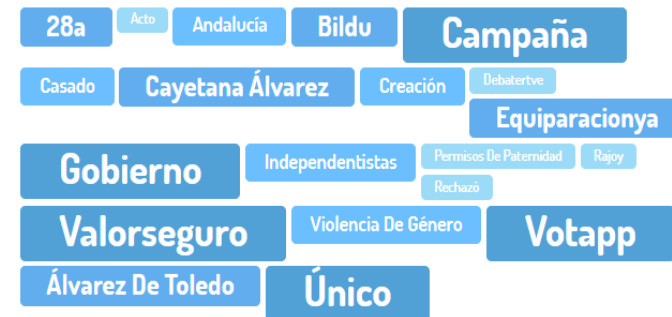 28a Acto Andalucía Bildu Campaña
Casado Cayetana Álvarez Creación Debatertve
Equiparacionya
Gobierno Independentistas Permisos De Paternidad Rajoy
Rechazó
Valorseguro Violencia De Género Votapp
Álvarez De Toledo Único